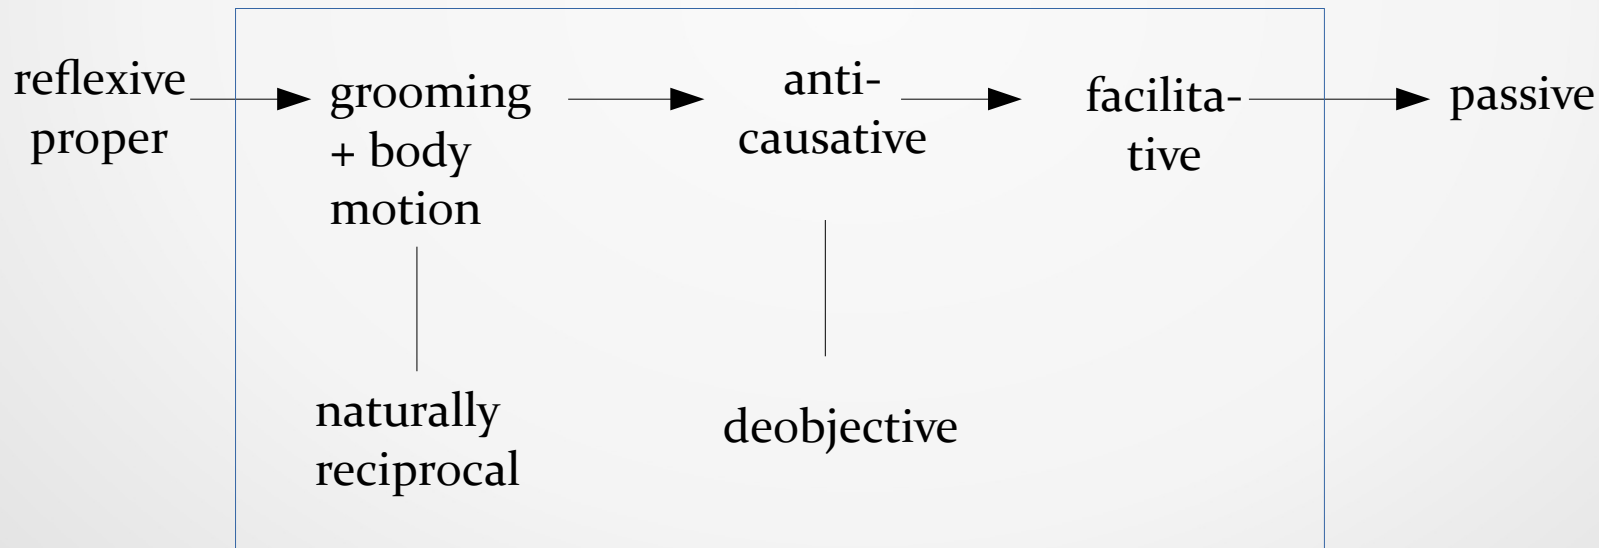 reflexive
proper
grooming
+ body
motion
anti-
causative
facilita-
tive
passive
naturally
reciprocal
deobjective